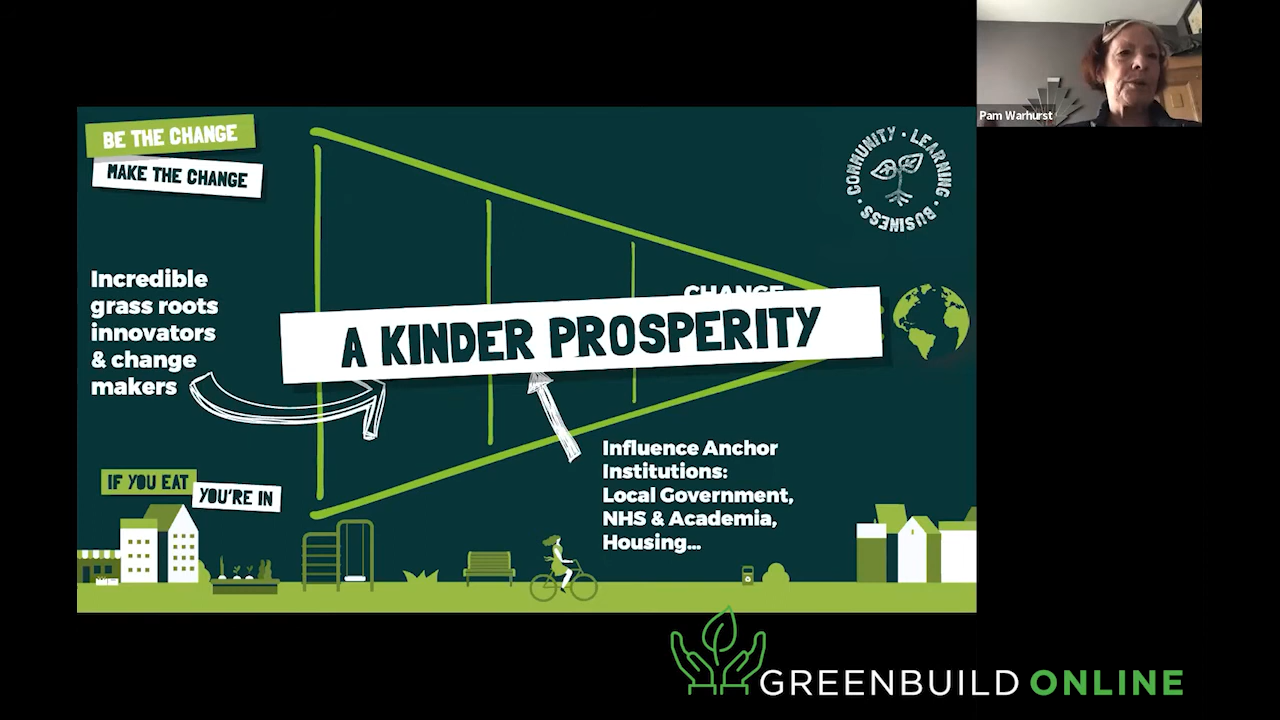 Pam Warhurst
BE THE CHANGE
MAKE THE CHANGE
COMMUNITY · LEARNING · BUSINESS ·
Incredible
grass roots
innovators
& change
makers
CHANGE
A KINDER PROSPERITY
Influence Anchor
Institutions:
Local Government,
NHS & Academia,
Housing...
IF YOU EAT
YOU'RE IN
GREENBUILD ONLINE